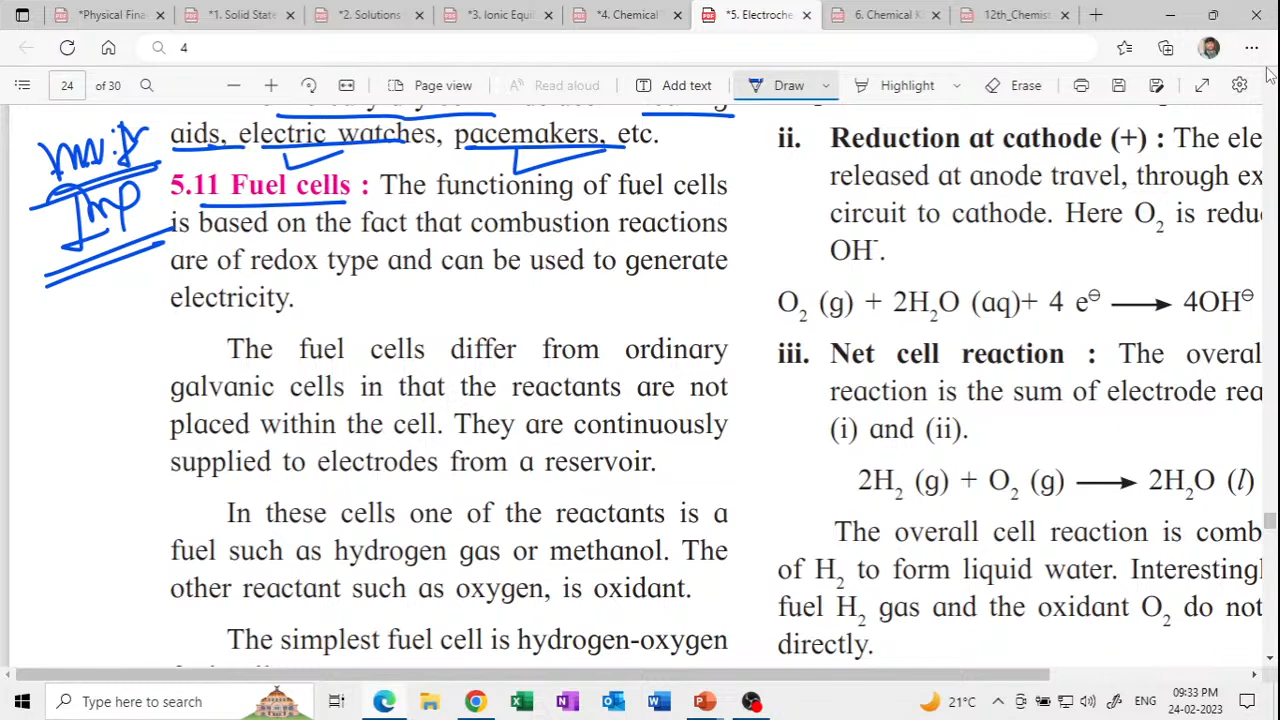 *Physical Fina
*1. Solid State
*2. Solutions
*3. Ionic Equi
*4. Chemical
*5. Electroche
6. Chemical K
12th_Chemist
4
24 of 30
Page view
Read aloud
Add text
Draw
Highlight
Erase
aids, electric watches, pacemakers, etc.
Imp
5.11 Fuel cells : The functioning of fuel cells
is based on the fact that combustion reactions
are of redox type and can be used to generate
electricity.
The fuel cells differ from ordinary
galvanic cells in that the reactants are not
placed within the cell. They are continuously
supplied to electrodes from a reservoir.
In these cells one of the reactants is a
fuel such as hydrogen gas or methanol. The
other reactant such as oxygen, is oxidant.
The simplest fuel cell is hydrogen-oxygen
ii. Reduction at cathode (+) : The ele
released at anode travel, through ex
circuit to cathode. Here O₂ is redu
OH⁻.
O₂ (g) + 2H₂O (aq)+ 4 e⊖ ⟶ 4OH⊖
iii. Net cell reaction : The overal
reaction is the sum of electrode rea
(i) and (ii).
2H₂ (g) + O₂ (g) ⟶ 2H₂O (l)
The overall cell reaction is comb
of H₂ to form liquid water. Interestingl
fuel H₂ gas and the oxidant O₂ do not
directly.
Type here to search
21°C
ENG
09:33 PM
24-02-2023